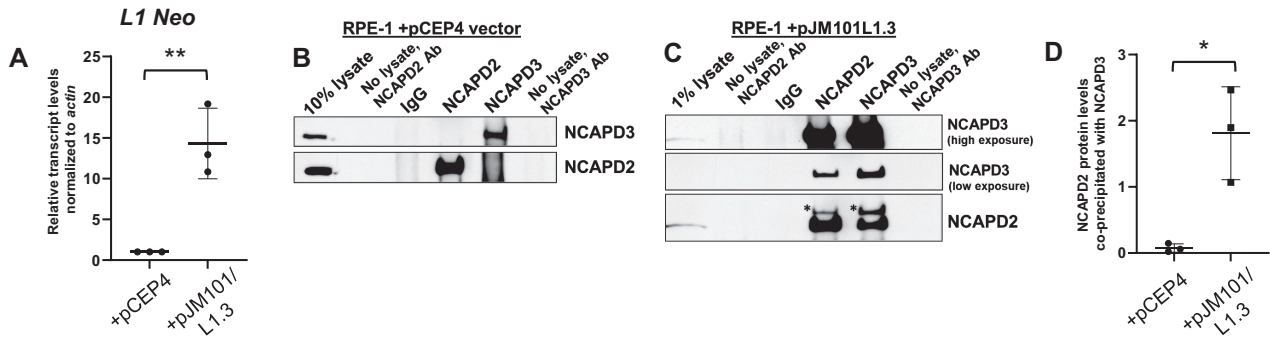 A
L1 Neo
Relative transcript levels
normalized to actin
25
20
15
10
5
0
**
+pCEP4
+pJM101/
L1.3
B
RPE-1 +pCEP4 vector
10% lysate
No lysate,
NCAPD2 Ab
IgG
NCAPD2
NCAPD3
No lysate,
NCAPD3 Ab
NCAPD3
NCAPD2
C
RPE-1 +pJM101L1.3
1% lysate
No lysate,
NCAPD2 Ab
IgG
NCAPD2
NCAPD3
No lysate,
NCAPD3 Ab
NCAPD3
(high exposure)
NCAPD3
(low exposure)
* *
NCAPD2
D
NCAPD2 protein levels
co-precipitated with NCAPD3
3
2
1
0
*
+pCEP4
+pJM101/
L1.3